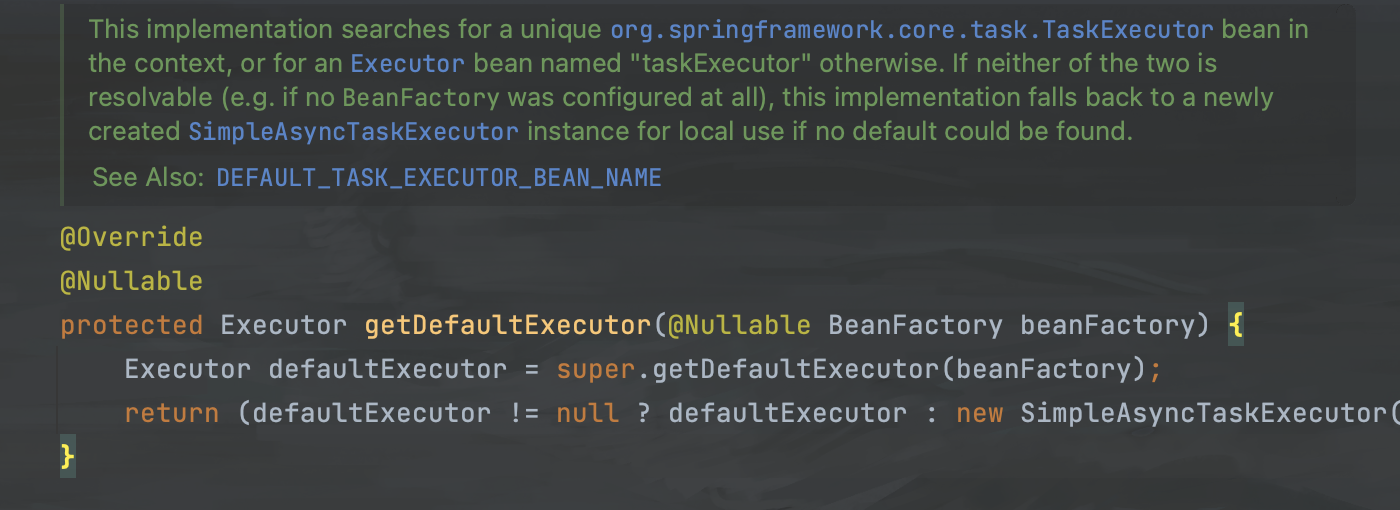 This implementation searches for a unique org.springframework.core.task.TaskExecutor bean in
the context, or for an Executor bean named "taskExecutor" otherwise. If neither of the two is
resolvable (e.g. if no BeanFactory was configured at all), this implementation falls back to a newly
created SimpleAsyncTaskExecutor instance for local use if no default could be found.
See Also: DEFAULT_TASK_EXECUTOR_BEAN_NAME
@Override
@Nullable
protected Executor getDefaultExecutor(@Nullable BeanFactory beanFactory) {
    Executor defaultExecutor = super.getDefaultExecutor(beanFactory);
    return (defaultExecutor != null ? defaultExecutor : new SimpleAsyncTaskExecutor(
}